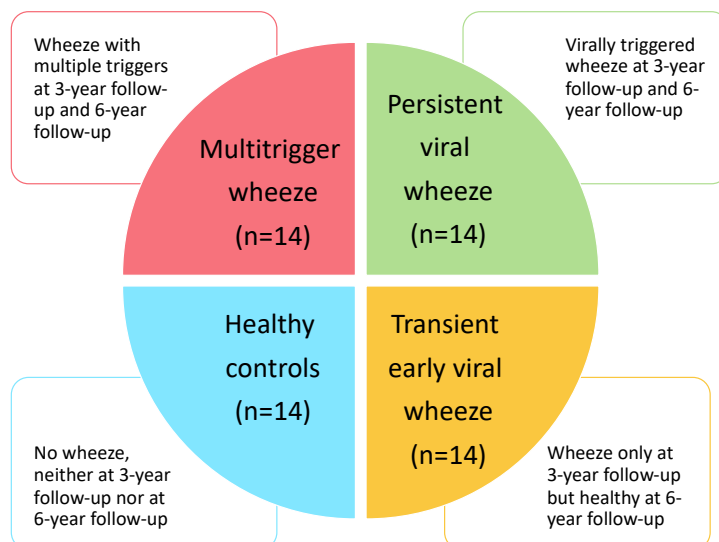 Wheeze with
multiple triggers
at 3-year follow-
up and 6-year
follow-up
Multitrigger
wheeze
(n=14)
Virally triggered
wheeze at 3-year
follow-up and 6-
year follow-up
Persistent
viral
wheeze
(n=14)
No wheeze,
neither at 3-year
follow-up nor at
6-year follow-up
Healthy
controls
(n=14)
Transient
early viral
wheeze
(n=14)
Wheeze only at
3-year follow-up
but healthy at 6-
year follow-up